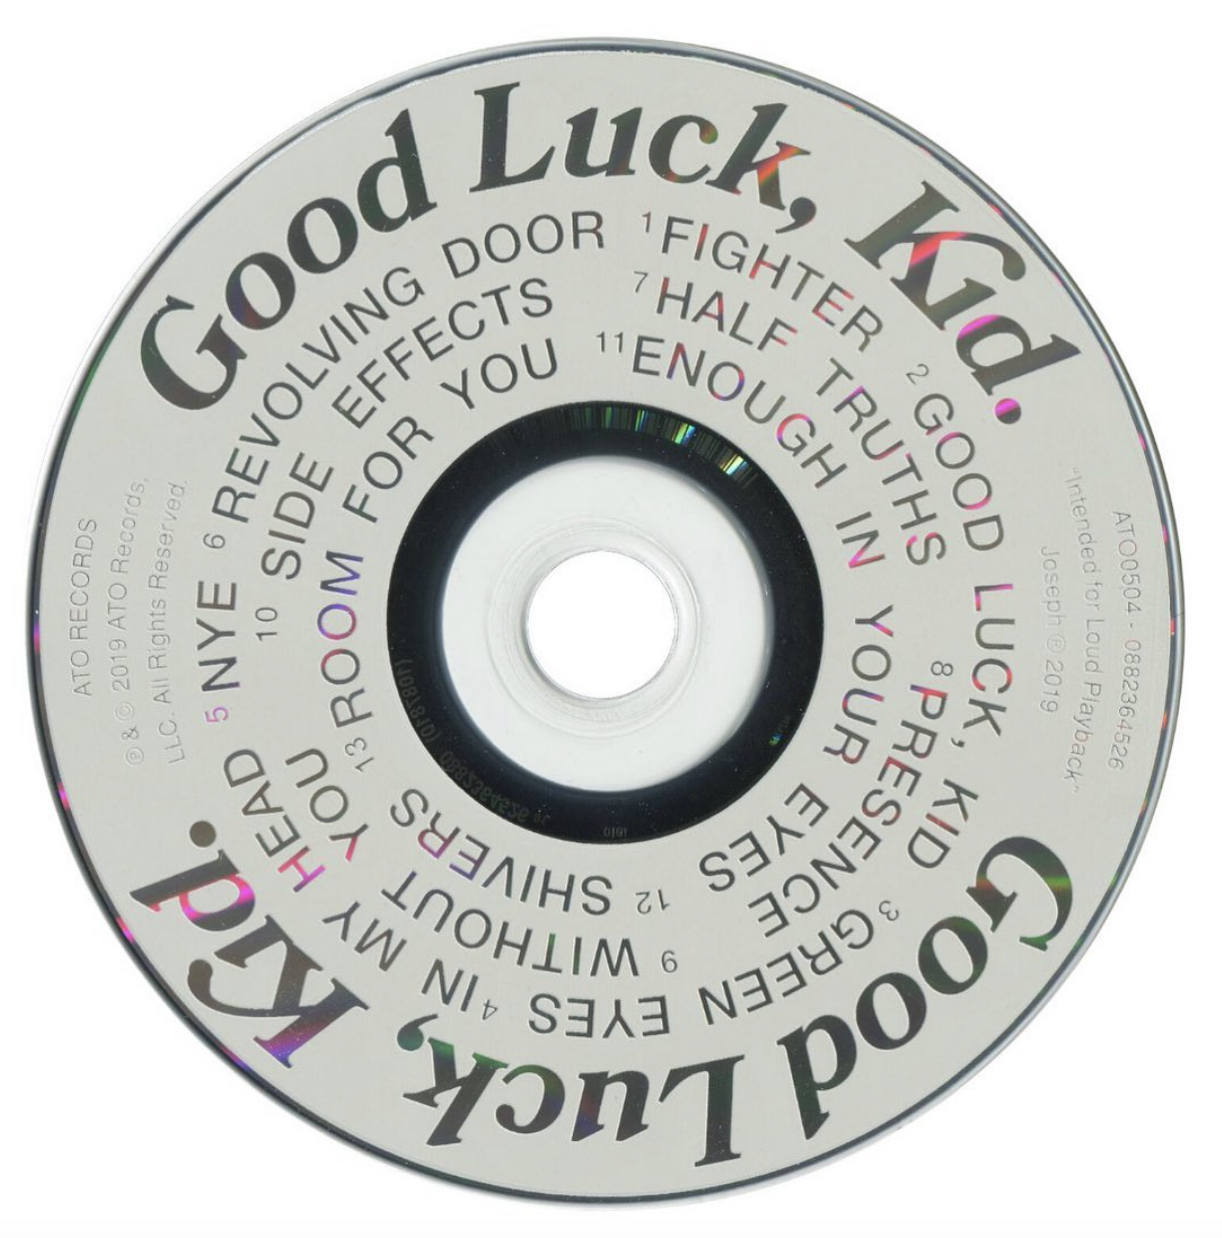 Good Luck, Kid.
Good Luck, Kid.
1 FIGHTER 2 GOOD LUCK, KID 3 GREEN EYES 4 IN MY HEAD 5 NYE 6 REVOLVING DOOR
7 HALF TRUTHS 8 PRESENCE 9 WITHOUT YOU 10 SIDE EFFECTS
11 ENOUGH IN YOUR EYES 12 SHIVERS 13 ROOM FOR YOU
ATO RECORDS
℗ & © 2019 ATO Records,
LLC. All Rights Reserved.
ATO0504 - 0882364526
"Intended for Loud Playback"
Joseph ℗ 2019